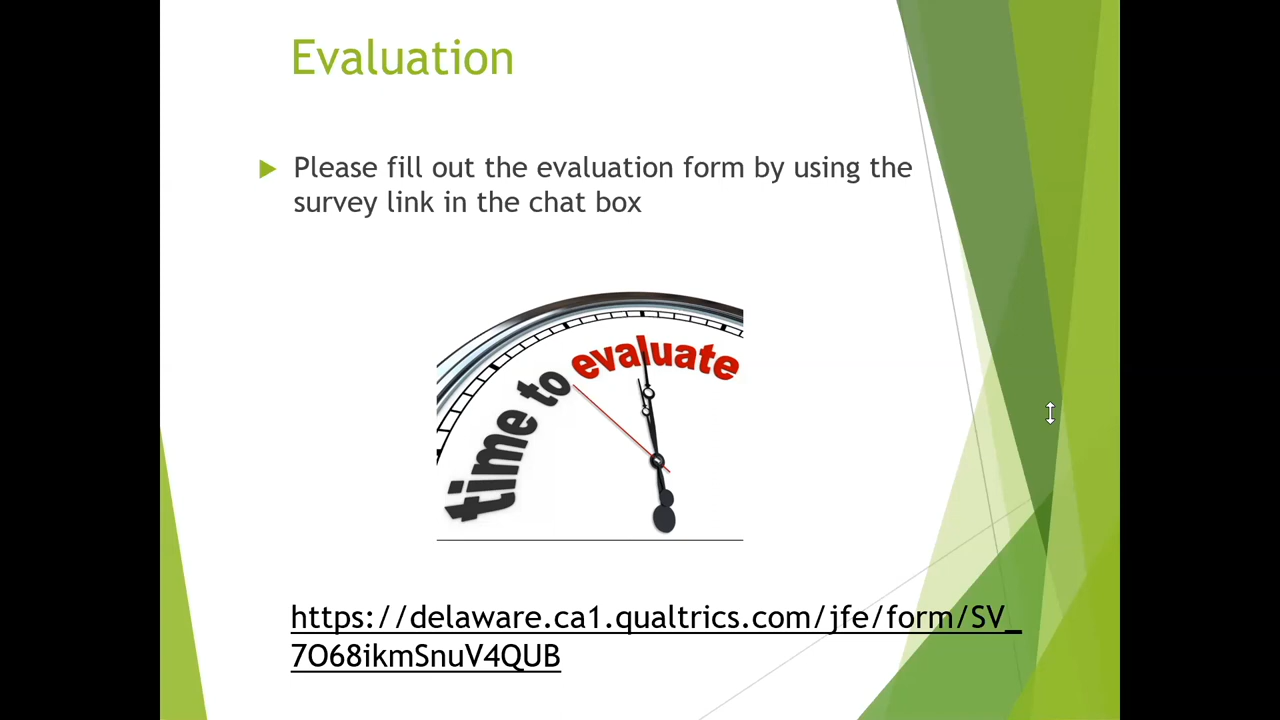 Evaluation
Please fill out the evaluation form by using the
survey link in the chat box
time to evaluate
https://delaware.ca1.qualtrics.com/jfe/form/SV_
7O68ikmSnuV4QUB